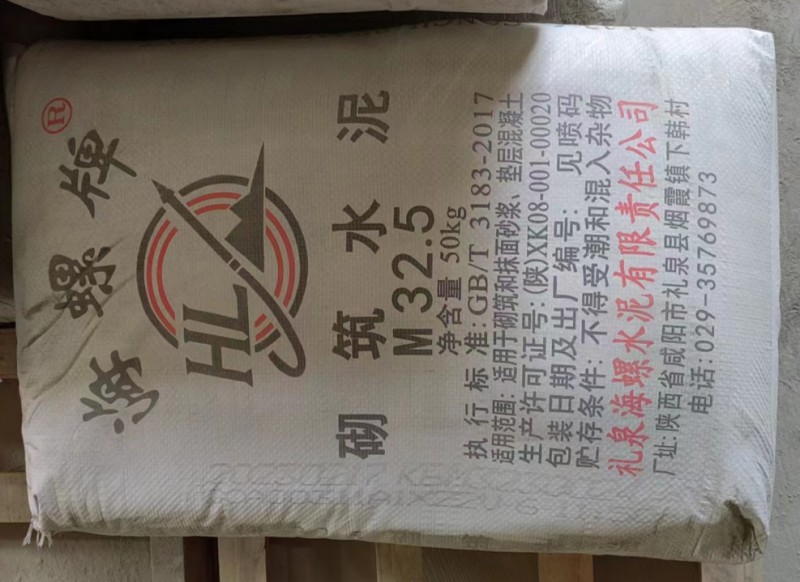 海螺牌®
HL
砌筑水泥
M 32.5
净含量 50kg
执行标准: GB/T 3183-2017
适用范围: 适用于砌筑和抹面砂浆、垫层混凝土
生产许可证号: (陕)XK08-001-00020
包装日期及出厂编号: 见喷码
贮存条件: 不得受潮和混入杂物
礼泉海螺水泥有限责任公司
厂址: 陕西省咸阳市礼泉县烟霞镇下韩村
电话: 029-35769873